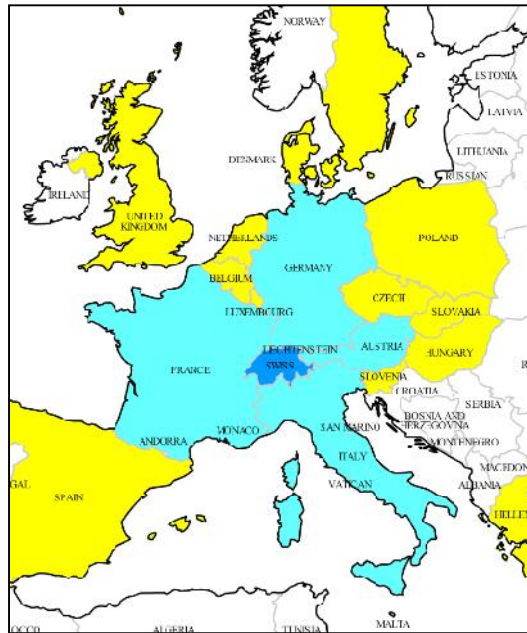 NORWAY
ESTONIA
LATVIA
LITHUANIA
RUSSIAN
DENMARK
IRELAND
UNITED
KINGDOM
NETHERLANDS
POLAND
GERMANY
BELGIUM
CZECH
LUXEMBOURG
SLOVAKIA
LIECHTENSTEIN
AUSTRIA
SWISS
HUNGARY
FRANCE
SLOVENIA
CROATIA
SERBIA
BOSNIA AND
HERZEGOVINA
SAN MARINO
MONACO
ANDORRA
MONTENEGRO
ITALY
MACEDON
ALBANIA
VATICAN
GAL
SPAIN
HELLEN
OCCO
ALGERIA
TUNISIA
MALTA